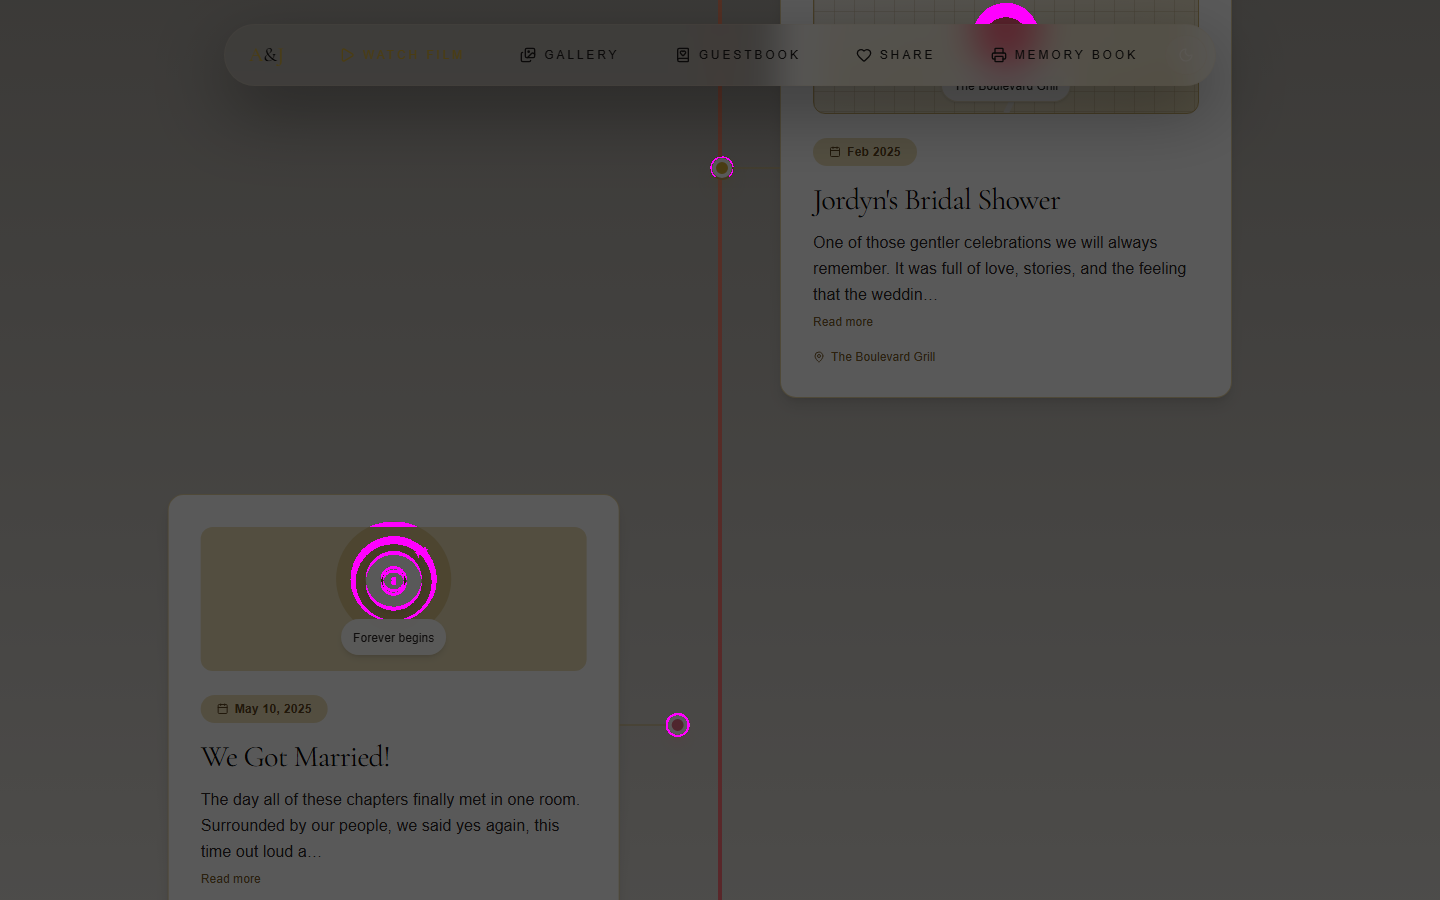 &
GALLERY
GUESTBOOK
SHARE
MEMORY BOOK
The Boulevard Grill
Feb 2025
Jordyn's Bridal Shower
One of those gentler celebrations we will always
remember. It was full of love, stories, and the feeling
that the weddin...
Read more
The Boulevard Grill
Forever begins
May 10, 2025
We Got Married!
The day all of these chapters finally met in one room.
Surrounded by our people, we said yes again, this
time out loud a...
Read more